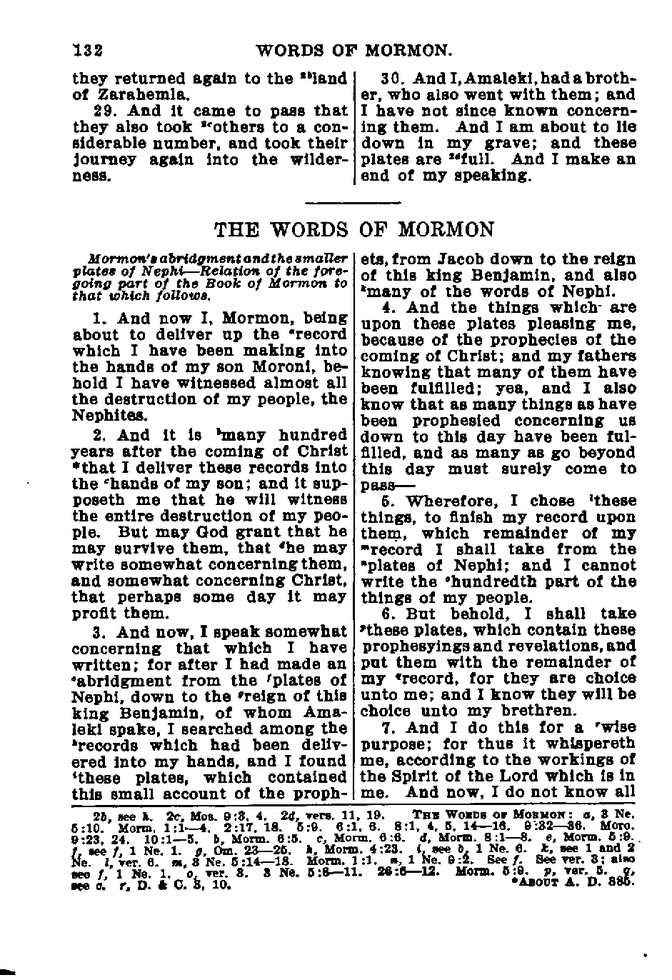 132 WORDS OF MORMON.
they returned again to the 2bland
of Zarahemla.
29. And it came to pass that
they also took 2cothers to a con-
siderable number, and took their
journey again into the wilder-
ness.
30. And I, Amaleki, had a broth-
er, who also went with them; and
I have not since known concern-
ing them. And I am about to lie
down in my grave; and these
plates are 2dfull. And I make an
end of my speaking.
THE WORDS OF MORMON
Mormon's abridgment and the smaller
plates of Nephi—Relation of the fore-
going part of the Book of Mormon to
that which follows.
1. And now I, Mormon, being
about to deliver up the arecord
which I have been making into
the hands of my son Moroni, be-
hold I have witnessed almost all
the destruction of my people, the
Nephites.
2. And it is bmany hundred
years after the coming of Christ
*that I deliver these records into
the chands of my son; and it sup-
poseth me that he will witness
the entire destruction of my peo-
ple. But may God grant that he
may survive them, that dhe may
write somewhat concerning them,
and somewhat concerning Christ,
that perhaps some day it may
profit them.
3. And now, I speak somewhat
concerning that which I have
written; for after I had made an
eabridgment from the fplates of
Nephi, down to the greign of this
king Benjamin, of whom Ama-
leki spake, I searched among the
hrecords which had been deliv-
ered into my hands, and I found
ithese plates, which contained
this small account of the proph-
ets, from Jacob down to the reign
of this king Benjamin, and also
kmany of the words of Nephi.
4. And the things which are
upon these plates pleasing me,
because of the prophecies of the
coming of Christ; and my fathers
knowing that many of them have
been fulfilled; yea, and I also
know that as many things as have
been prophesied concerning us
down to this day have been ful-
filled, and as many as go beyond
this day must surely come to
pass—
5. Wherefore, I chose lthese
things, to finish my record upon
them, which remainder of my
mrecord I shall take from the
nplates of Nephi; and I cannot
write the ohundredth part of the
things of my people.
6. But behold, I shall take
pthese plates, which contain these
prophesyings and revelations, and
put them with the remainder of
my qrecord, for they are choice
unto me; and I know they will be
choice unto my brethren.
7. And I do this for a rwise
purpose; for thus it whispereth
me, according to the workings of
the Spirit of the Lord which is in
me. And now, I do not know all
2b, see h. 2c, Mos. 9:3, 4. 2d, vers. 11, 19. THE WORDS OF MORMON: a, 3 Ne.
5:10. Morm. 1:1—4. 2:17, 18. 5:9. 6:1, 6. 8:1, 4, 5, 14—16. 9:32—36. Moro.
9:23, 24. 10:1—5. b, Morm. 6:5. c, Morm. 6:6. d, Morm. 8:1—8. e, Morm. 5:9.
f, see f, 1 Ne. 1. g, Om. 23—25. h, Morm. 4:23. i, see b, 1 Ne. 6. k, see 1 and 2
Ne. l, ver. 6. m, 3 Ne. 5:14—18. Morm. 1:1. n, 1 Ne. 9:2. See f. See ver. 3; also
see f, 1 Ne. 1. o, ver. 3. 3 Ne. 5:8—11. 26:6—12. Morm. 5:9. p, ver. 5. q,
see a. r, D. & C. 3, 10. *ABOUT A. D. 385.